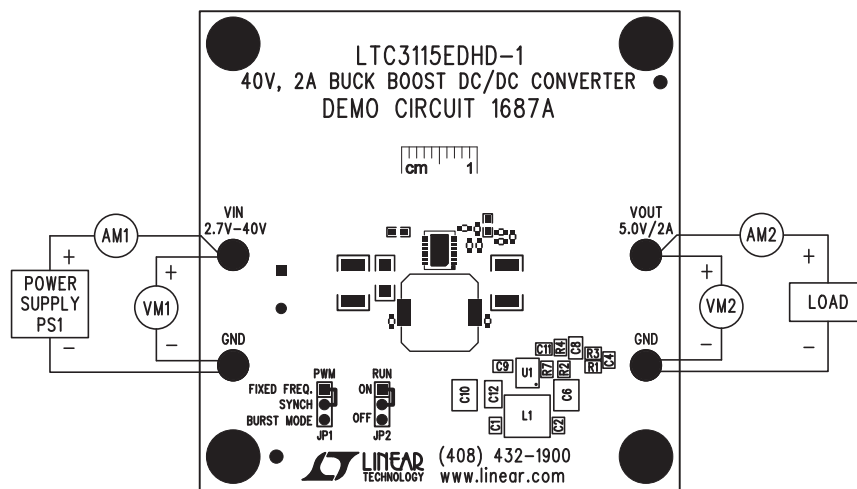 LTC3115EDHD-1
40V, 2A BUCK BOOST DC/DC CONVERTER
DEMO CIRCUIT 1687A
cm 1
VIN
2.7V-40V
VOUT
5.0V/2A
AM1
AM2
+
+
+
+
POWER
SUPPLY
PS1
VM1
VM2
LOAD
-
-
-
-
GND
GND
PWM
FIXED FREQ.
SYNCH
BURST MODE
JP1
RUN
ON
OFF
JP2
C11 R4 C8 R3 C4
C9 U1 R7 R2 R1
C10 C12 L1 C6
C1 C2
LINEAR
TECHNOLOGY
(408) 432-1900
www.linear.com